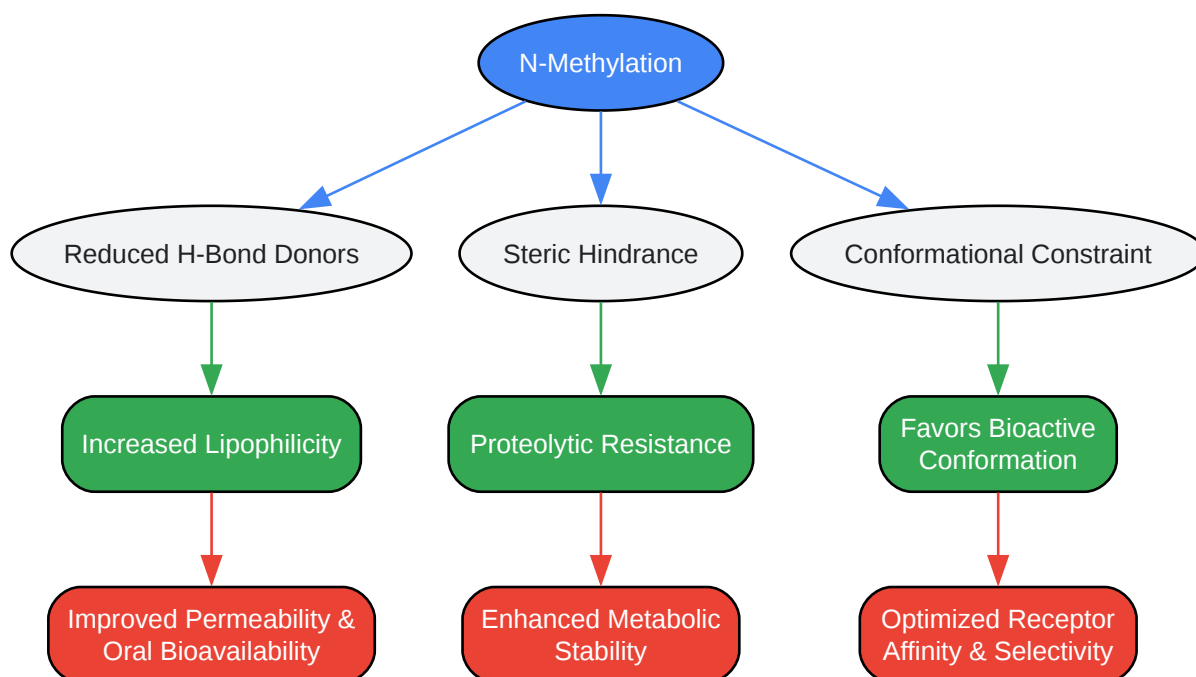 N-Methylation
Reduced H-Bond Donors
Steric Hindrance
Conformational Constraint
Increased Lipophilicity
Proteolytic Resistance
Favors Bioactive
Conformation
Improved Permeability &
Oral Bioavailability
Enhanced Metabolic
Stability
Optimized Receptor
Affinity & Selectivity